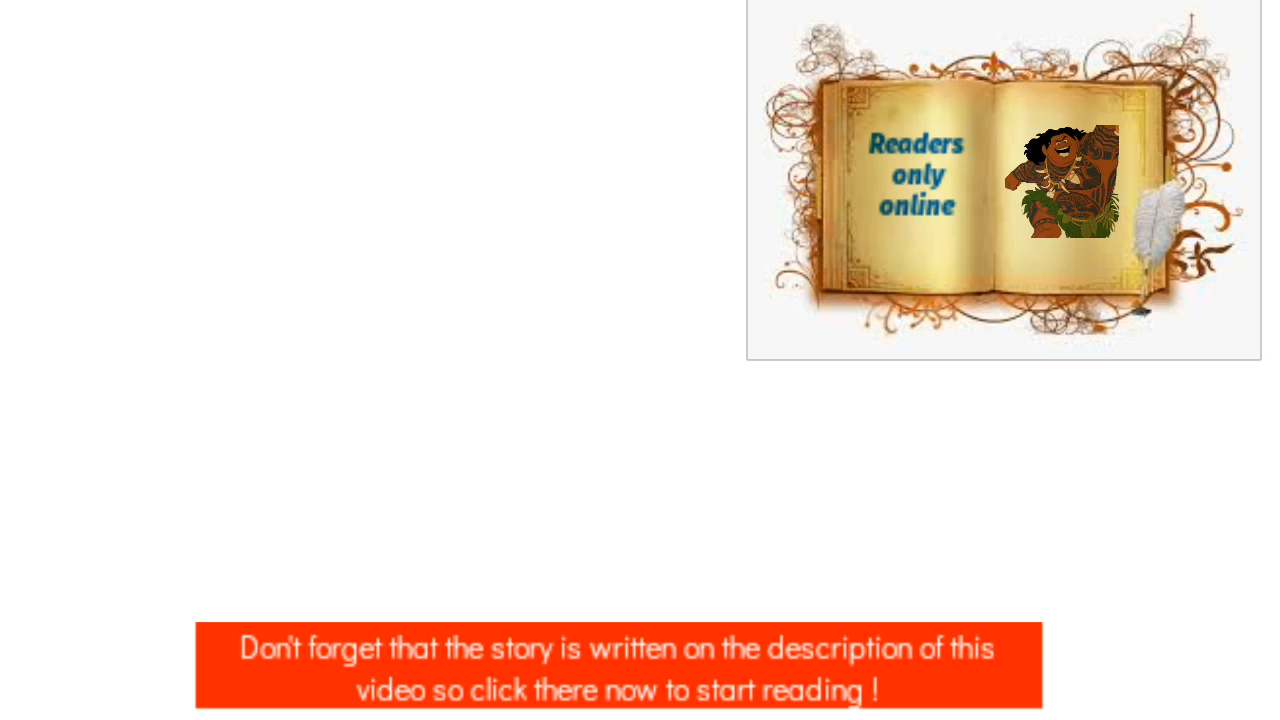 Readers
only
online
Don't forget that the story is written on the description of this
video so click there now to start reading !